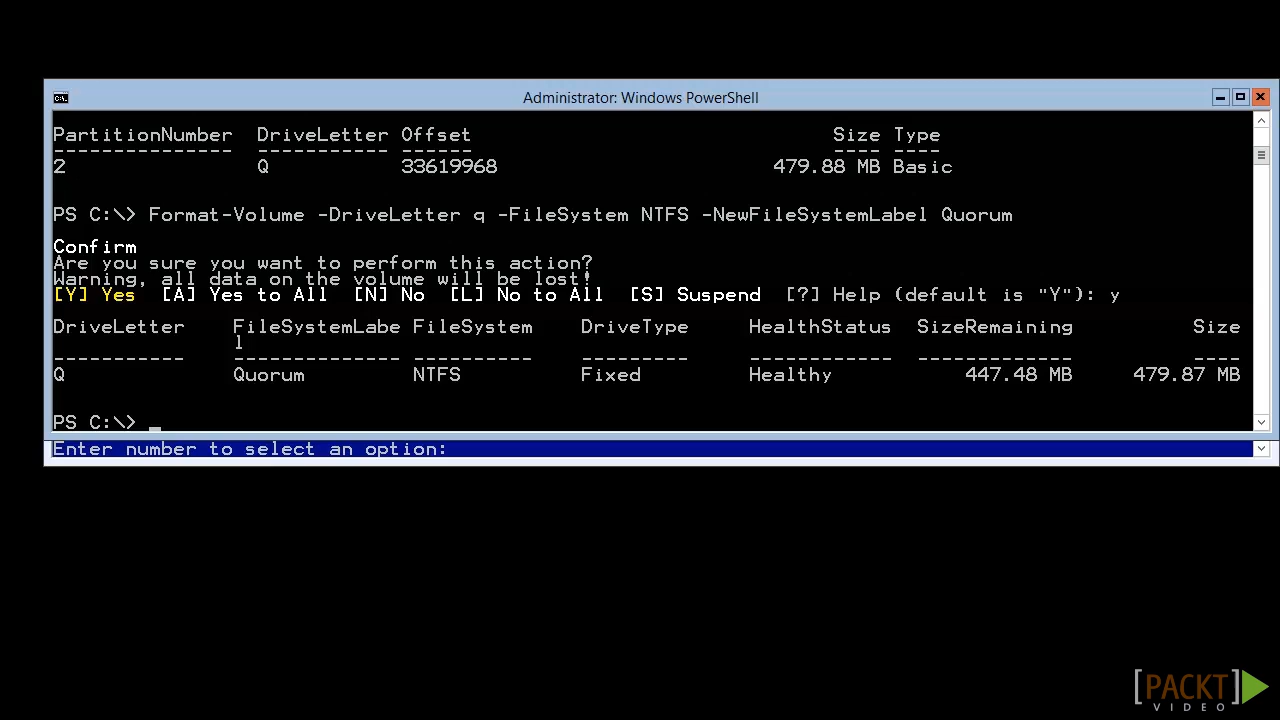 Administrator: Windows PowerShell
PartitionNumber DriveLetter Offset Size Type
--------------- ----------- ------ ---- ----
2 Q 33619968 479.88 MB Basic
PS C:\> Format-Volume -DriveLetter q -FileSystem NTFS -NewFileSystemLabel Quorum
Confirm
Are you sure you want to perform this action?
Warning, all data on the volume will be lost!
[Y] Yes [A] Yes to All [N] No [L] No to All [S] Suspend [?] Help (default is "Y"): y
DriveLetter FileSystemLabe FileSystem DriveType HealthStatus SizeRemaining Size
l
----------- -------------- ---------- --------- ------------ ------------- ----
Q Quorum NTFS Fixed Healthy 447.48 MB 479.87 MB
PS C:\> _
Enter number to select an option:
[PACKT]
VIDEO